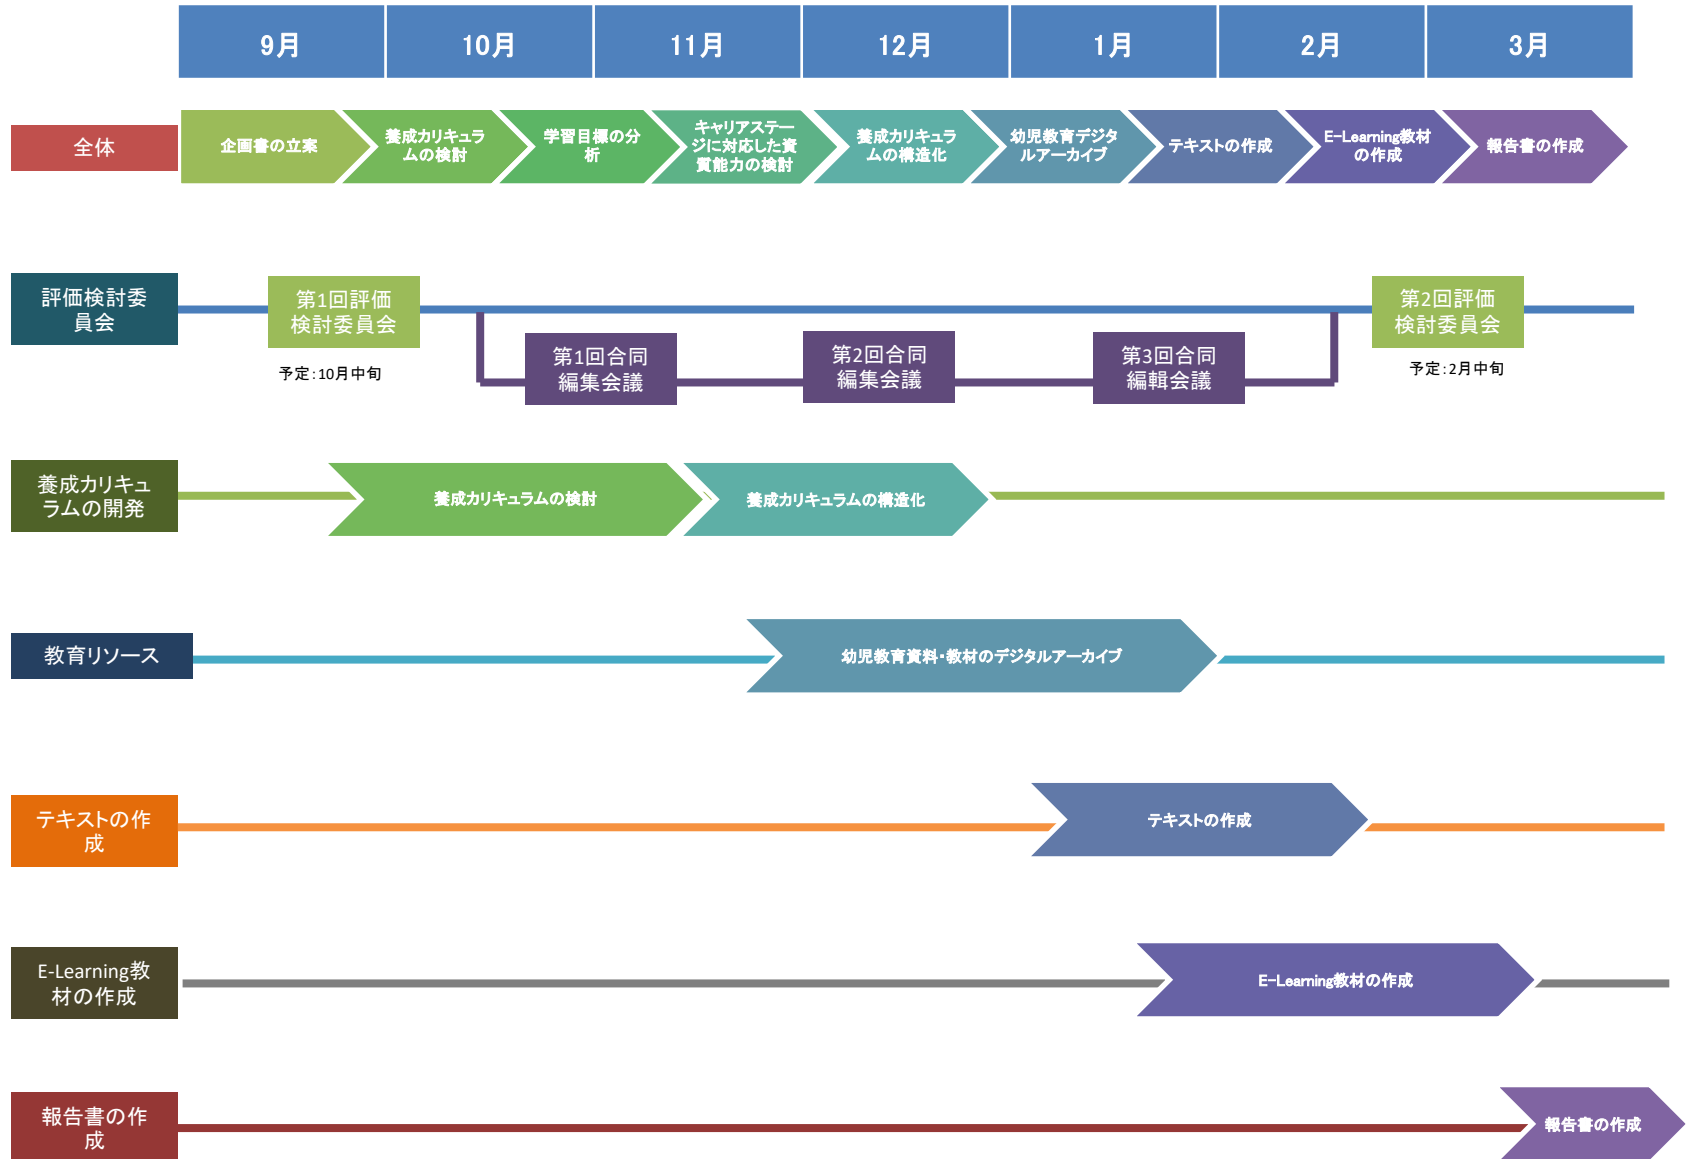 9月
10月
11月
12月
1月
2月
3月
全体
企画書の立案
養成カリキュラ
ムの検討
学習目標の分
析
キャリアステー
ジに対応した資
質能力の検討
養成カリキュラ
ムの構造化
幼児教育デジタ
ルアーカイブ
テキストの作成
E-Learning教材
の作成
報告書の作成
評価検討委
員会
第1回評価
検討委員会
予定:10月中旬
第1回合同
編集会議
第2回合同
編集会議
第3回合同
編輯会議
第2回評価
検討委員会
予定:2月中旬
養成カリキュ
ラムの開発
養成カリキュラムの検討
養成カリキュラムの構造化
教育リソース
幼児教育資料・教材のデジタルアーカイブ
テキストの作
成
テキストの作成
E-Learning教
材の作成
E-Learning教材の作成
報告書の作
成
報告書の作成